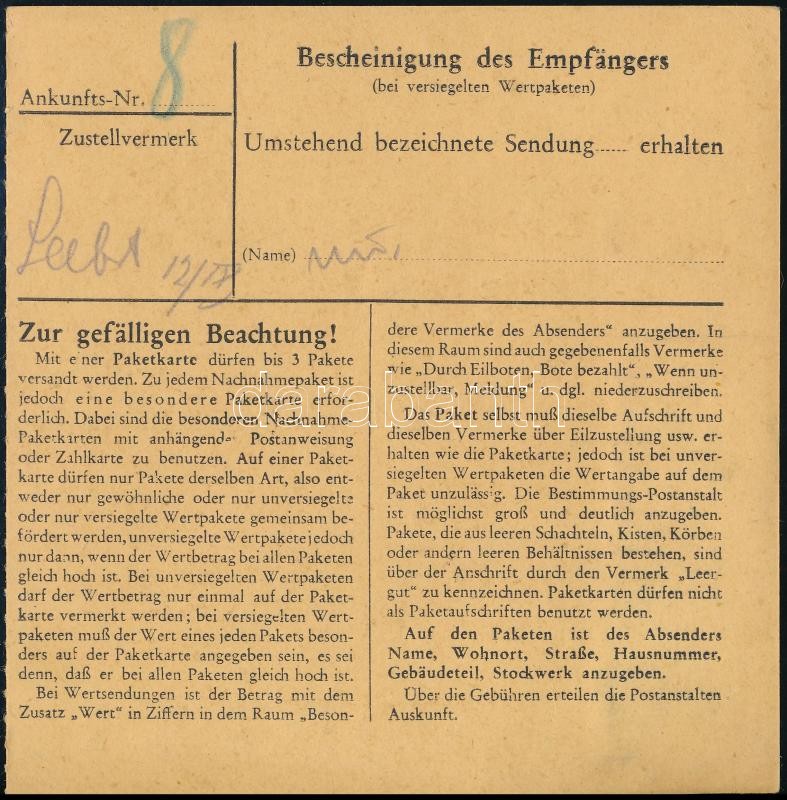 8
Ankunfts-Nr.
Zustellvermerk
12/IX
Bescheinigung des Empfängers
(bei versiegelten Wertpaketen)
Umstehend bezeichnete Sendung...... erhalten
(Name)
Zur gefälligen Beachtung!
Mit einer Paketkarte dürfen bis 3 Pakete
versandt werden. Zu jedem Nachnahmepaket ist
jedoch eine besondere Paketkarte erfor-
derlich. Dabei sind die besonderen Nachnahme-
Paketkarten mit anhängender Postanweisung
oder Zahlkarte zu benutzen. Auf einer Paket-
karte dürfen nur Pakete derselben Art, also ent-
weder nur gewöhnliche oder nur unversiegelte
oder nur versiegelte Wertpakete gemeinsam be-
fördert werden, unversiegelte Wertpakete jedoch
nur dann, wenn der Wertbetrag bei allen Paketen
gleich hoch ist. Bei unversiegelten Wertpaketen
darf der Wertbetrag nur einmal auf der Paket-
karte vermerkt werden; bei versiegelten Wert-
paketen muß der Wert eines jeden Pakets beson-
ders auf der Paketkarte angegeben sein, es sei
denn, daß er bei allen Paketen gleich hoch ist.
Bei Wertsendungen ist der Betrag mit dem
Zusatz „Wert“ in Ziffern in dem Raum „Beson-
dere Vermerke des Absenders“ anzugeben. In
diesem Raum sind auch gegebenenfalls Vermerke
wie „Durch Eilboten, Bote bezahlt“, „Wenn un-
zustellbar, Meldung“ u. dgl. niederzuschreiben.
Das Paket selbst muß dieselbe Aufschrift und
dieselben Vermerke über Eilzustellung usw. er-
halten wie die Paketkarte; jedoch ist bei unver-
siegelten Wertpaketen die Wertangabe auf dem
Paket unzulässig. Die Bestimmungs-Postanstalt
ist möglichst groß und deutlich anzugeben.
Pakete, die aus leeren Schachteln, Kisten, Körben
oder andern leeren Behältnissen bestehen, sind
über der Anschrift durch den Vermerk „Leer-
gut“ zu kennzeichnen. Paketkarten dürfen nicht
als Paketaufschriften benutzt werden.
Auf den Paketen ist des Absenders
Name, Wohnort, Straße, Hausnummer,
Gebäudeteil, Stockwerk anzugeben.
Über die Gebühren erteilen die Postanstalten
Auskunft.
darabanth